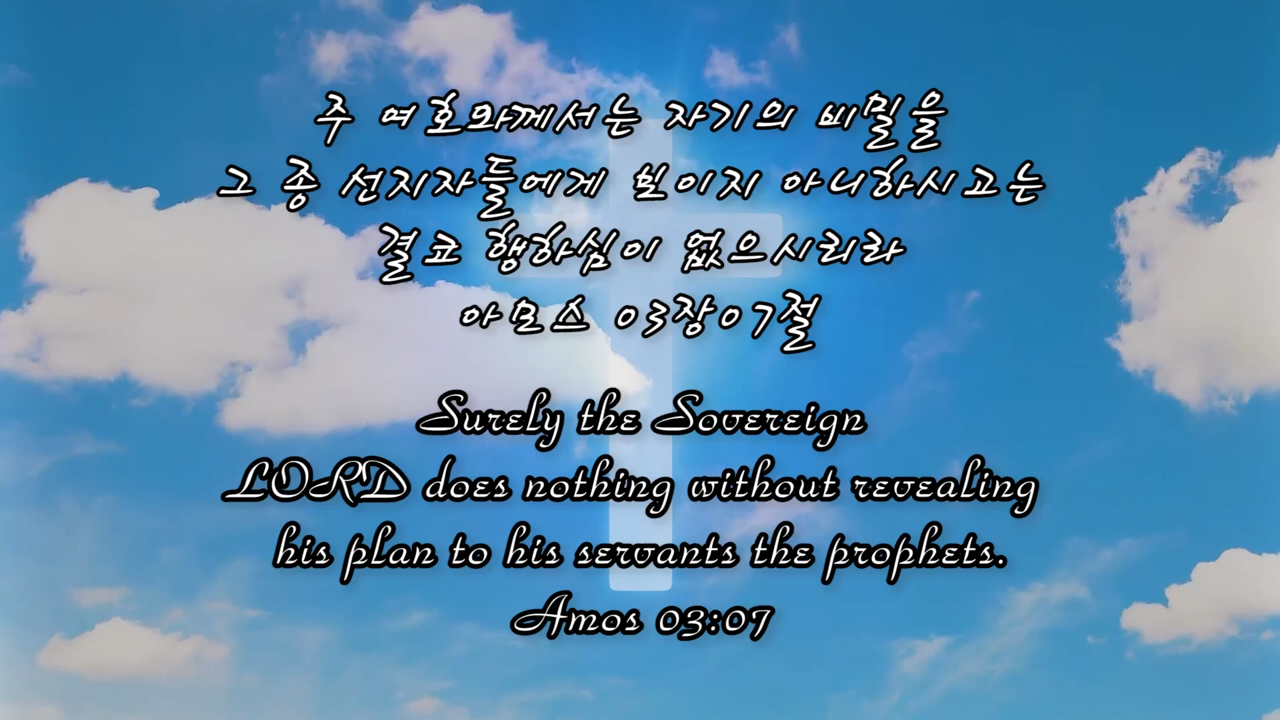 주 여호와께서는 자기의 비밀을
그 종 선지자들에게 보이지 아니하시고는
결코 행하심이 없으시리라
아모스 03장07절
Surely the Sovereign
LORD does nothing without revealing
his plan to his servants the prophets.
Amos 03:07